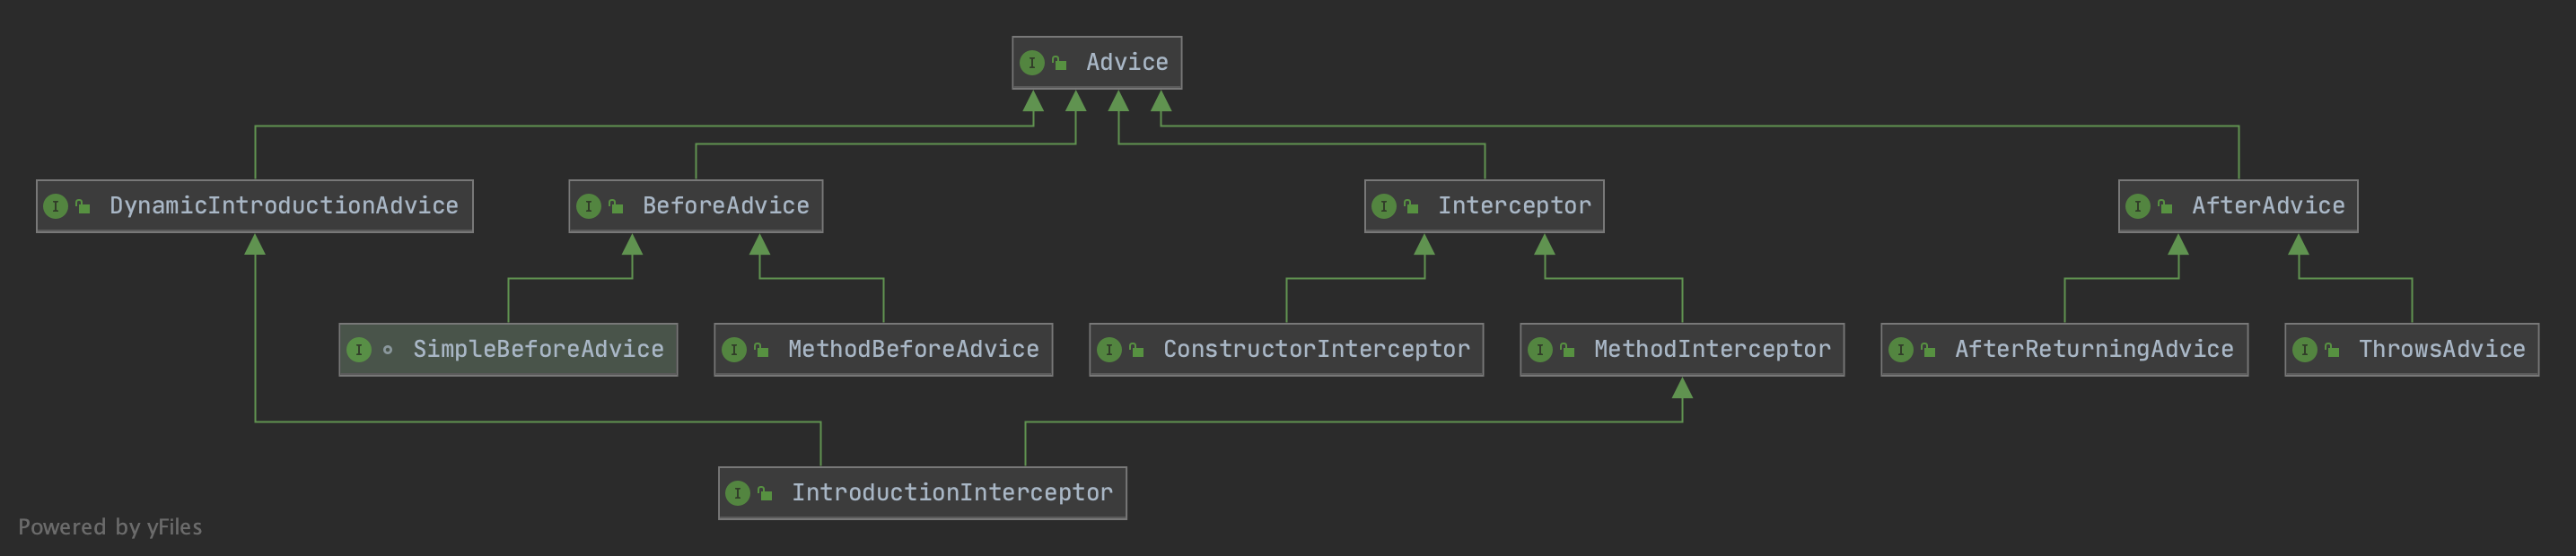 Advice
DynamicIntroductionAdvice
BeforeAdvice
Interceptor
AfterAdvice
SimpleBeforeAdvice
MethodBeforeAdvice
ConstructorInterceptor
MethodInterceptor
AfterReturningAdvice
ThrowsAdvice
IntroductionInterceptor
Powered by yFiles